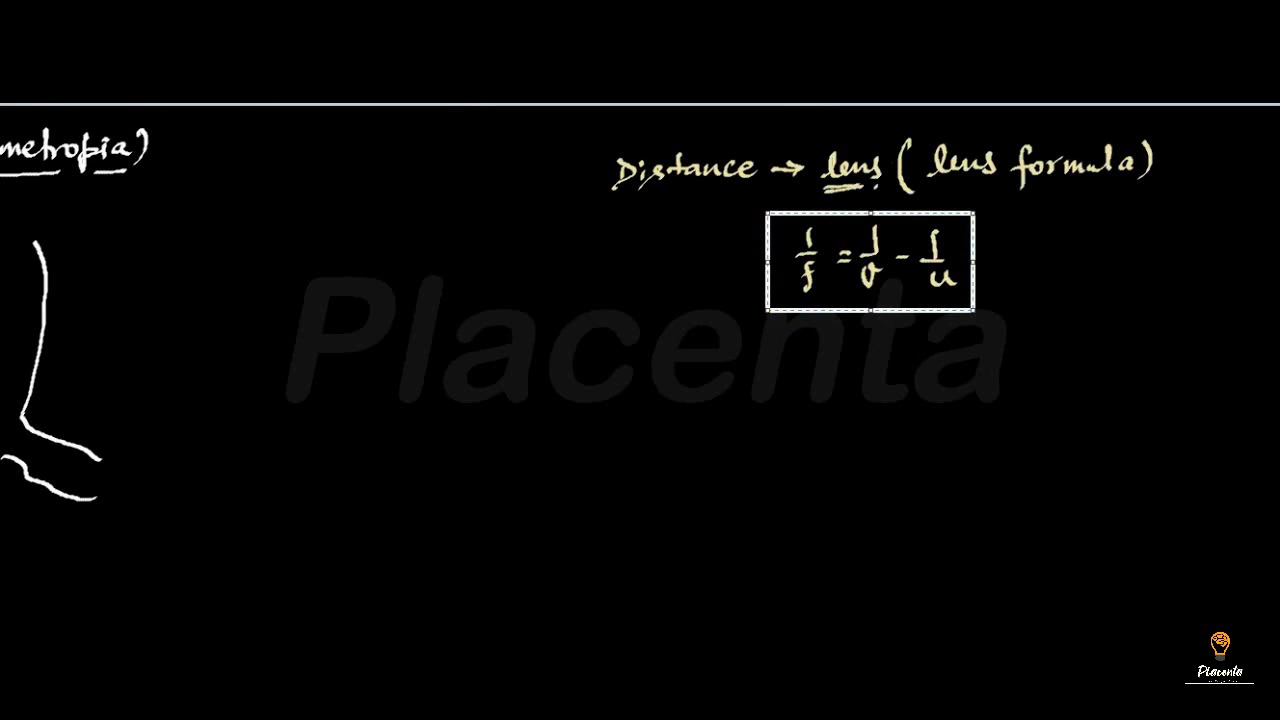 metropia)
Distance → lens (lens formula)
1/f = 1/v - 1/u
Placenta
Placenta